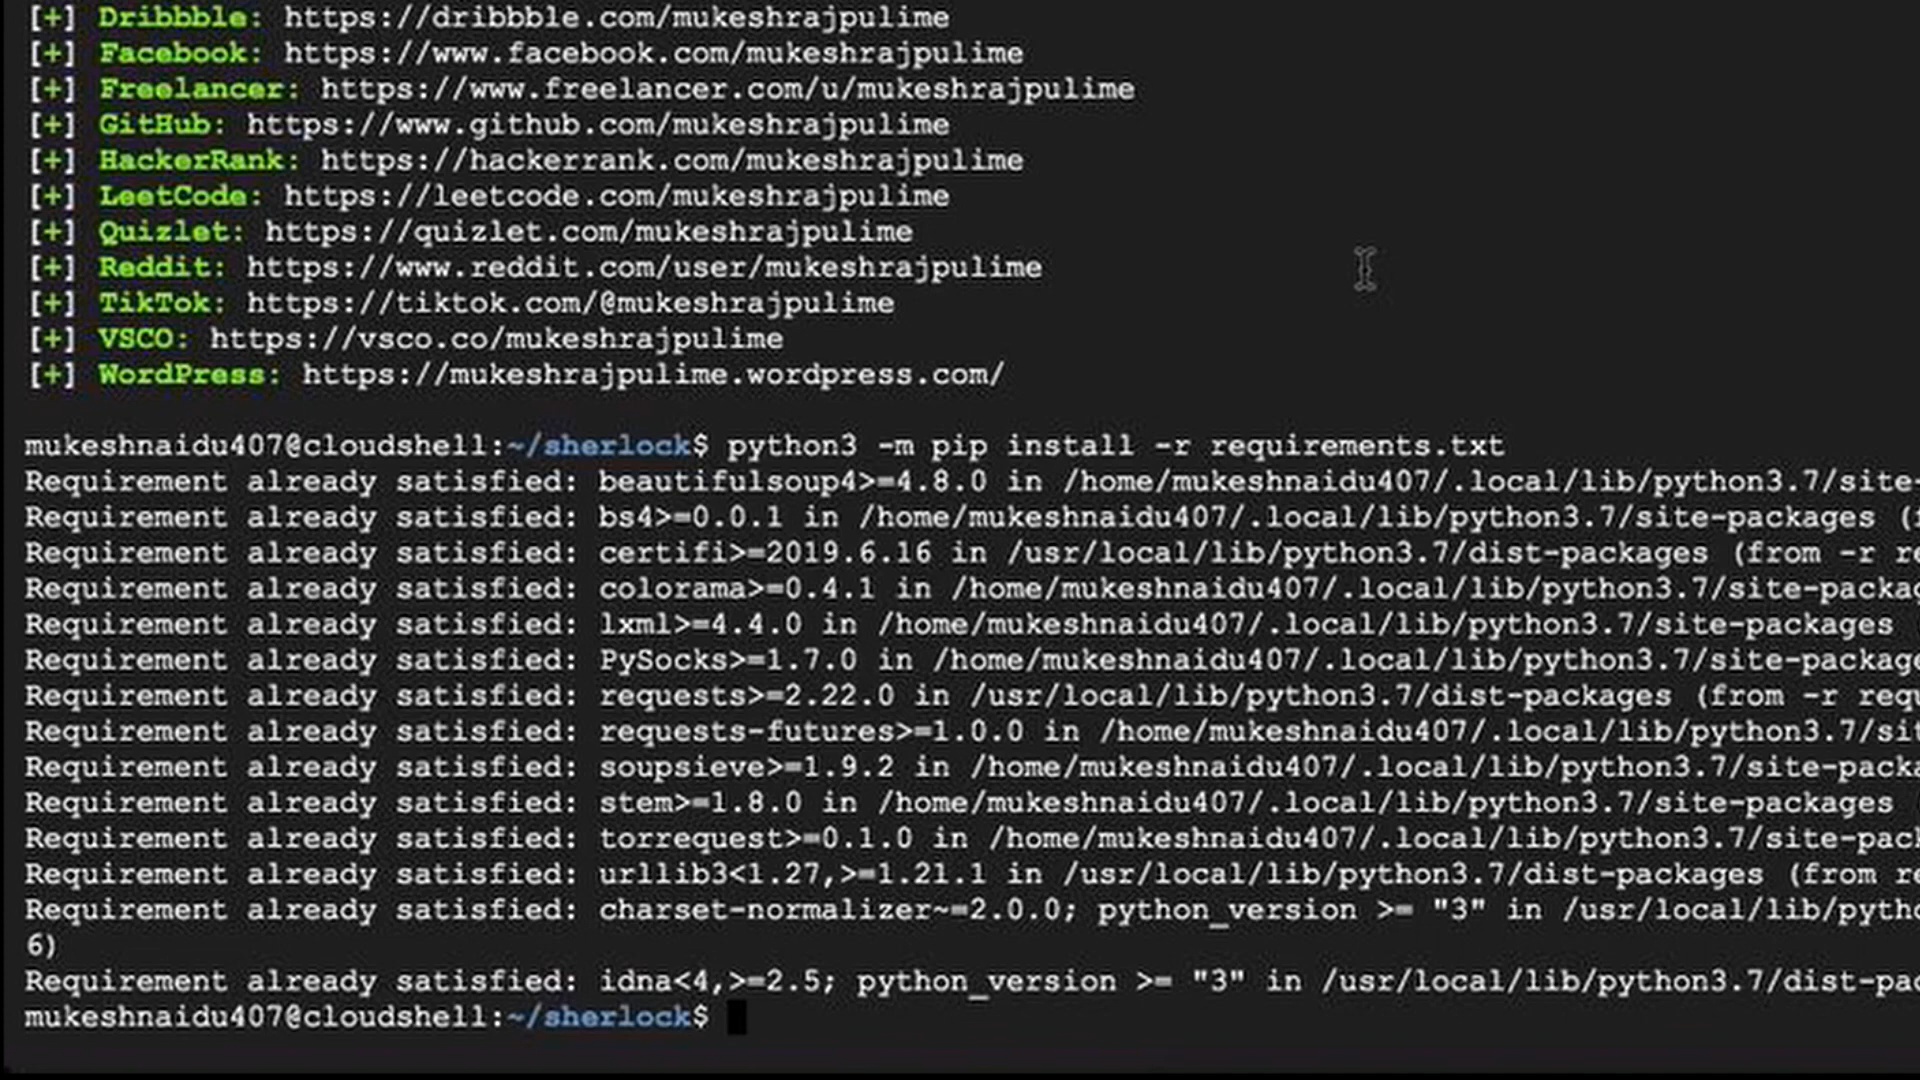 [+] Dribbble: https://dribbble.com/mukeshrajpulime
[+] Facebook: https://www.facebook.com/mukeshrajpulime
[+] Freelancer: https://www.freelancer.com/u/mukeshrajpulime
[+] GitHub: https://www.github.com/mukeshrajpulime
[+] HackerRank: https://hackerrank.com/mukeshrajpulime
[+] LeetCode: https://leetcode.com/mukeshrajpulime
[+] Quizlet: https://quizlet.com/mukeshrajpulime
[+] Reddit: https://www.reddit.com/user/mukeshrajpulime
[+] TikTok: https://tiktok.com/@mukeshrajpulime
[+] VSCO: https://vsco.co/mukeshrajpulime
[+] WordPress: https://mukeshrajpulime.wordpress.com/
mukeshnaidu407@cloudshell:~/sherlock$ python3 -m pip install -r requirements.txt
Requirement already satisfied: beautifulsoup4>=4.8.0 in /home/mukeshnaidu407/.local/lib/python3.7/site-
Requirement already satisfied: bs4>=0.0.1 in /home/mukeshnaidu407/.local/lib/python3.7/site-packages (
Requirement already satisfied: certifi>=2019.6.16 in /usr/local/lib/python3.7/dist-packages (from -r re
Requirement already satisfied: colorama>=0.4.1 in /home/mukeshnaidu407/.local/lib/python3.7/site-packag
Requirement already satisfied: lxml>=4.4.0 in /home/mukeshnaidu407/.local/lib/python3.7/site-packages
Requirement already satisfied: PySocks>=1.7.0 in /home/mukeshnaidu407/.local/lib/python3.7/site-package
Requirement already satisfied: requests>=2.22.0 in /usr/local/lib/python3.7/dist-packages (from -r requ
Requirement already satisfied: requests-futures>=1.0.0 in /home/mukeshnaidu407/.local/lib/python3.7/sit
Requirement already satisfied: soupsieve>=1.9.2 in /home/mukeshnaidu407/.local/lib/python3.7/site-packa
Requirement already satisfied: stem>=1.8.0 in /home/mukeshnaidu407/.local/lib/python3.7/site-packages
Requirement already satisfied: torrequest>=0.1.0 in /home/mukeshnaidu407/.local/lib/python3.7/site-pack
Requirement already satisfied: urllib3<1.27,>=1.21.1 in /usr/local/lib/python3.7/dist-packages (from re
Requirement already satisfied: charset-normalizer~=2.0.0; python_version >= "3" in /usr/local/lib/pytho
6)
Requirement already satisfied: idna<4,>=2.5; python_version >= "3" in /usr/local/lib/python3.7/dist-pac
mukeshnaidu407@cloudshell:~/sherlock$